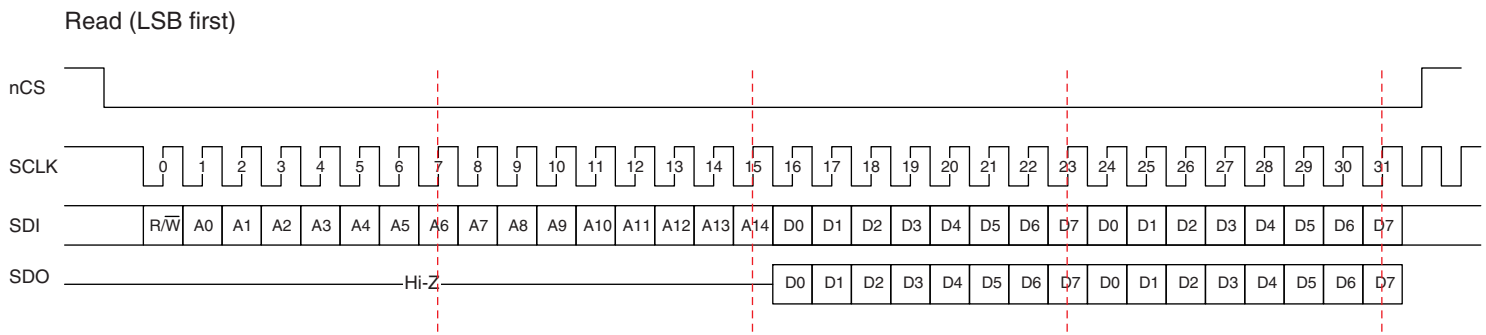 Read (LSB first)
nCS
SCLK 0 1 2 3 4 5 6 7 8 9 10 11 12 13 14 15 16 17 18 19 20 21 22 23 24 25 26 27 28 29 30 31
SDI R/W̅ A0 A1 A2 A3 A4 A5 A6 A7 A8 A9 A10 A11 A12 A13 A14 D0 D1 D2 D3 D4 D5 D6 D7 D0 D1 D2 D3 D4 D5 D6 D7
SDO Hi-Z D0 D1 D2 D3 D4 D5 D6 D7 D0 D1 D2 D3 D4 D5 D6 D7